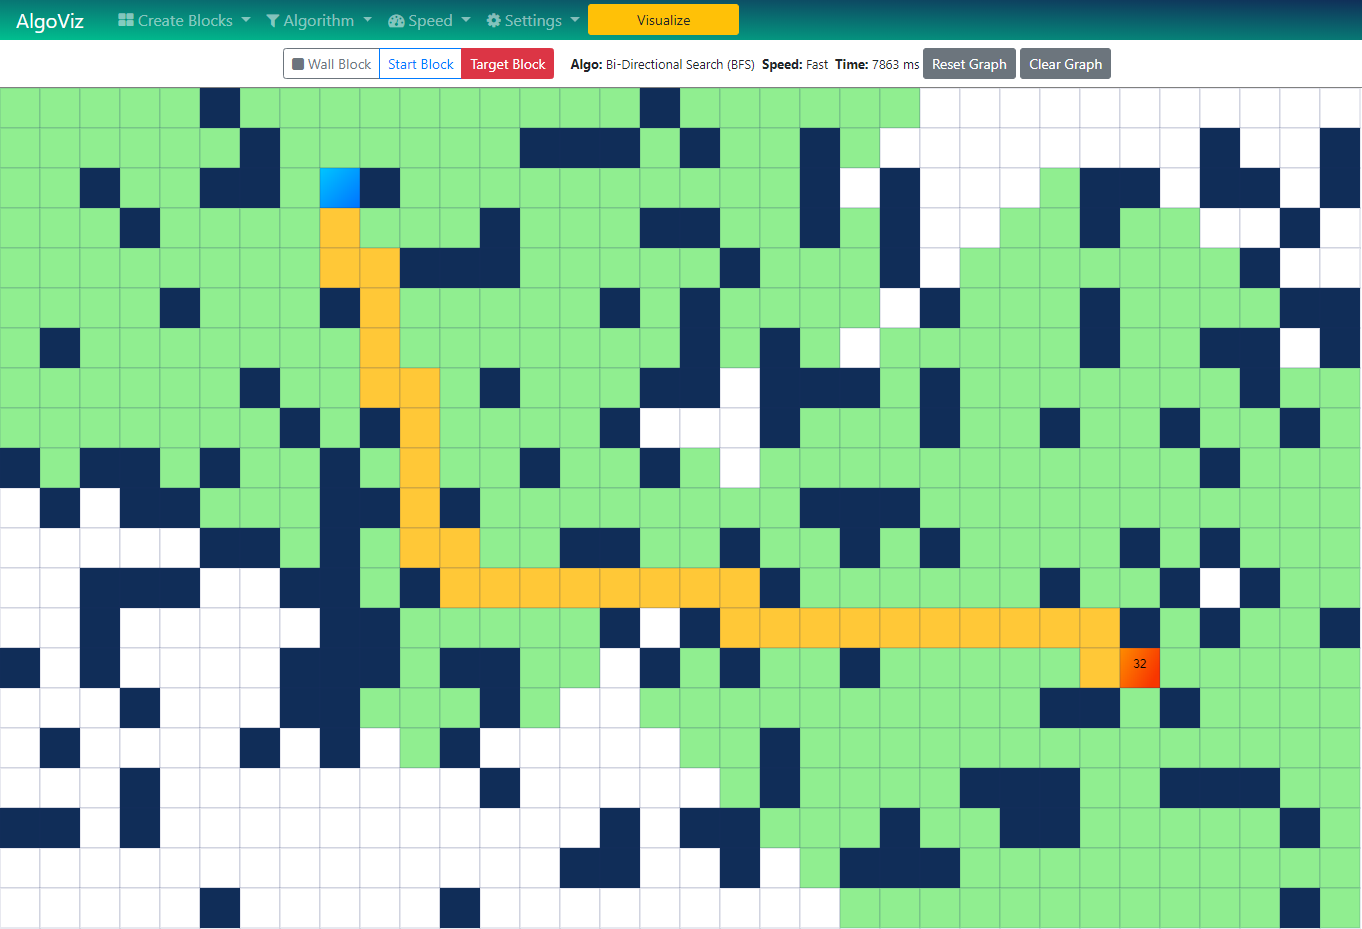 AlgoViz Create Blocks Algorithm Speed Settings Visualize
Wall Block Start Block Target Block Algo: Bi-Directional Search (BFS) Speed: Fast Time: 7863 ms Reset Graph Clear Graph
32